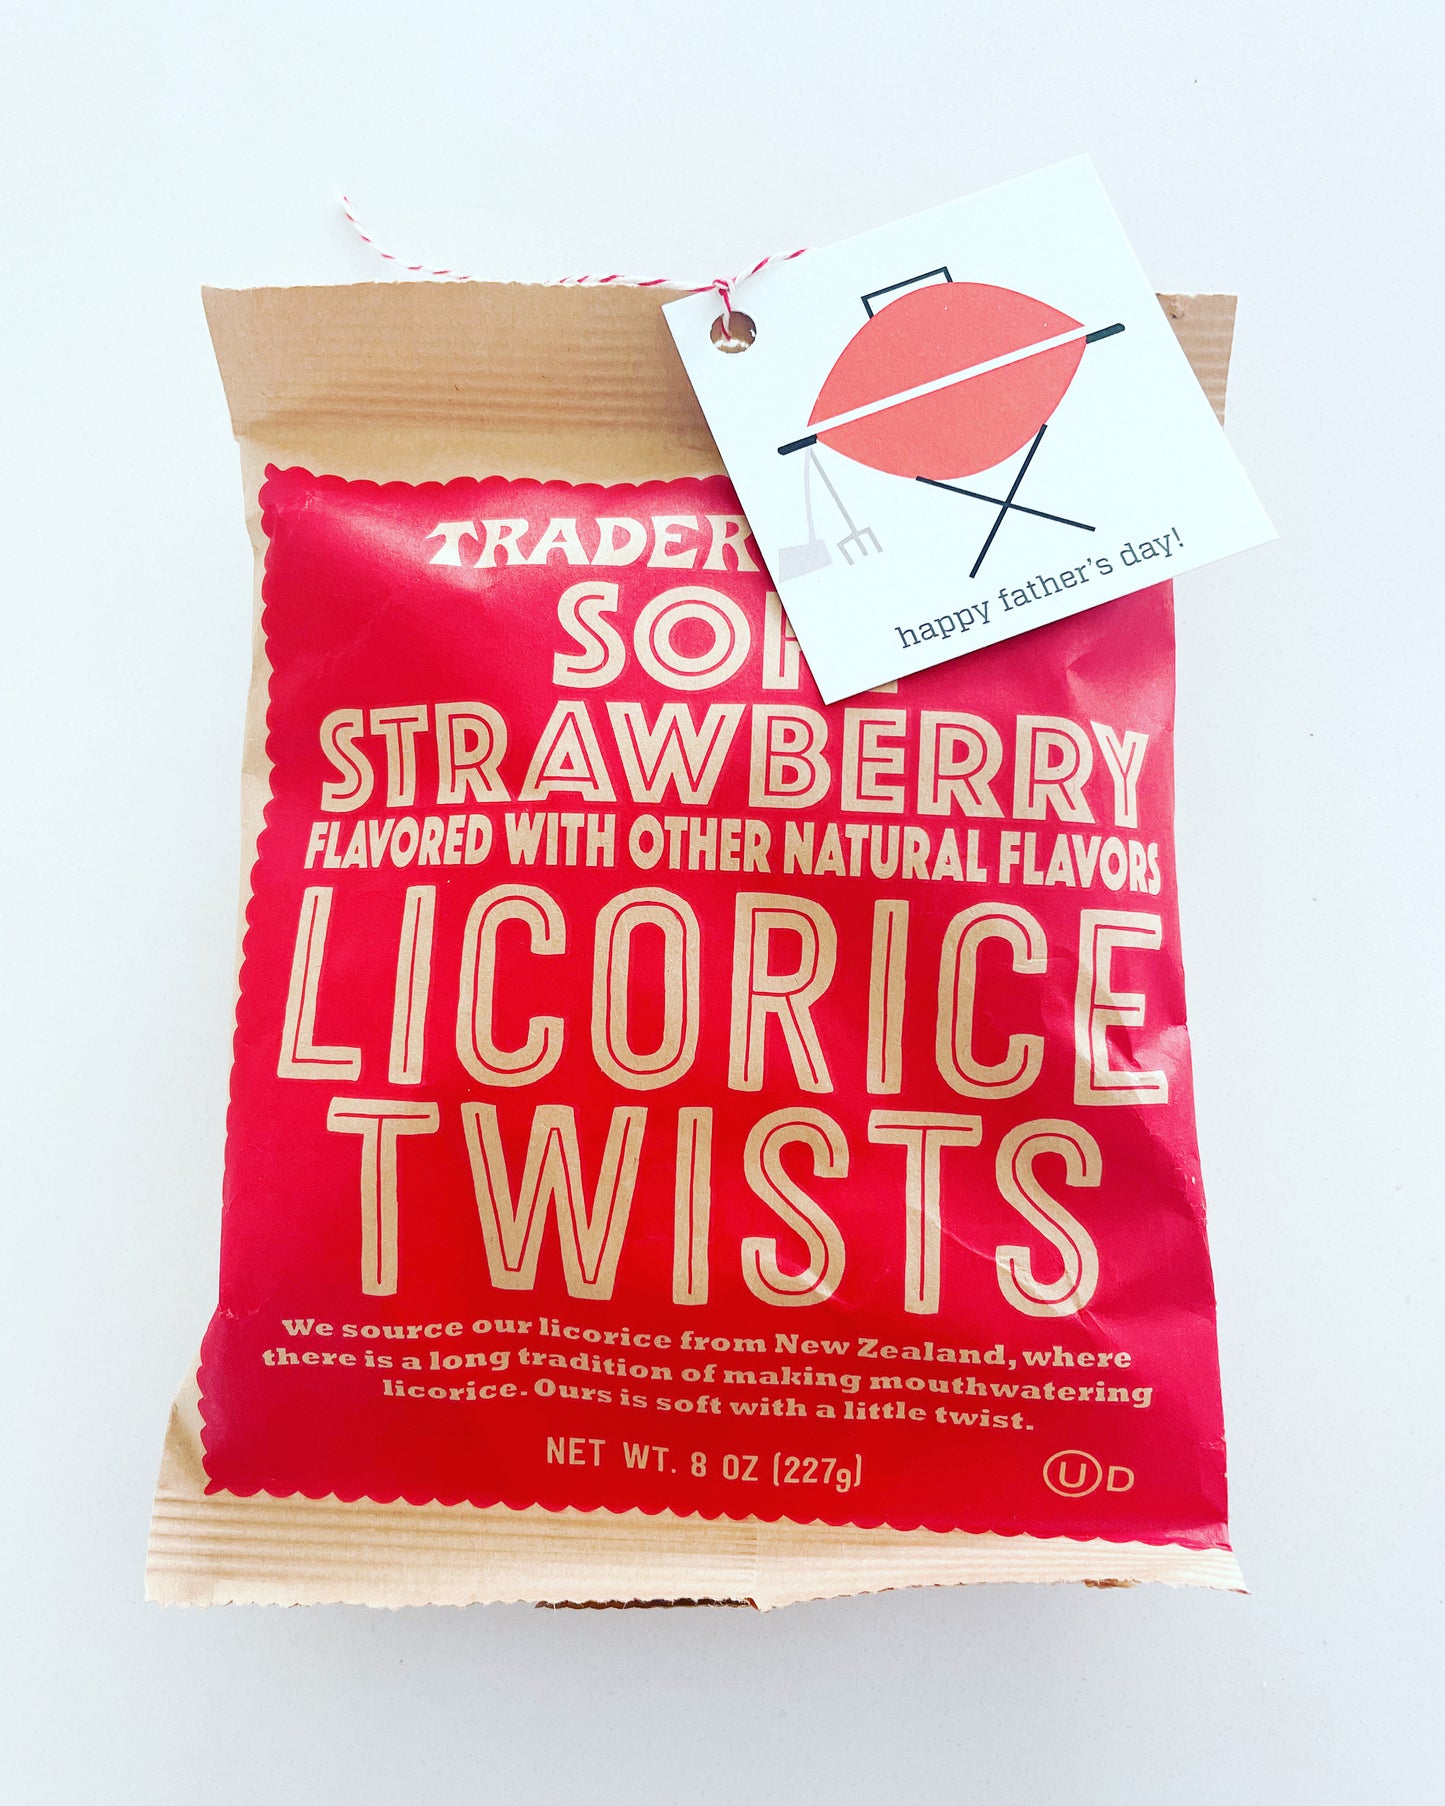 TRADER
SOF
STRAWBERRY
FLAVORED WITH OTHER NATURAL FLAVORS
LICORICE
TWISTS
We source our licorice from New Zealand, where
there is a long tradition of making mouthwatering
licorice. Ours is soft with a little twist.
NET WT. 8 OZ (227g)
U D
happy father's day!